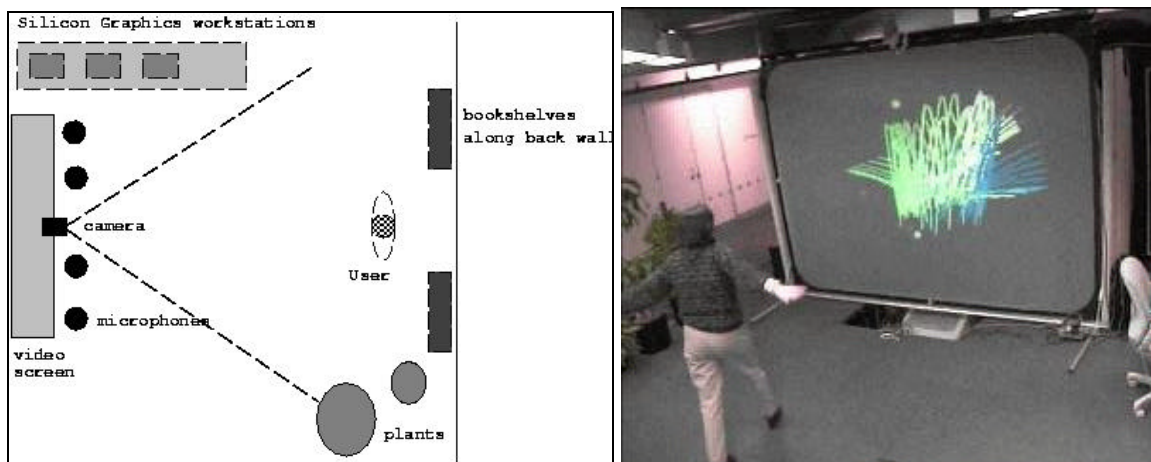 Silicon Graphics workstations
bookshelves
along back wall
camera
User
microphones
video
screen
plants